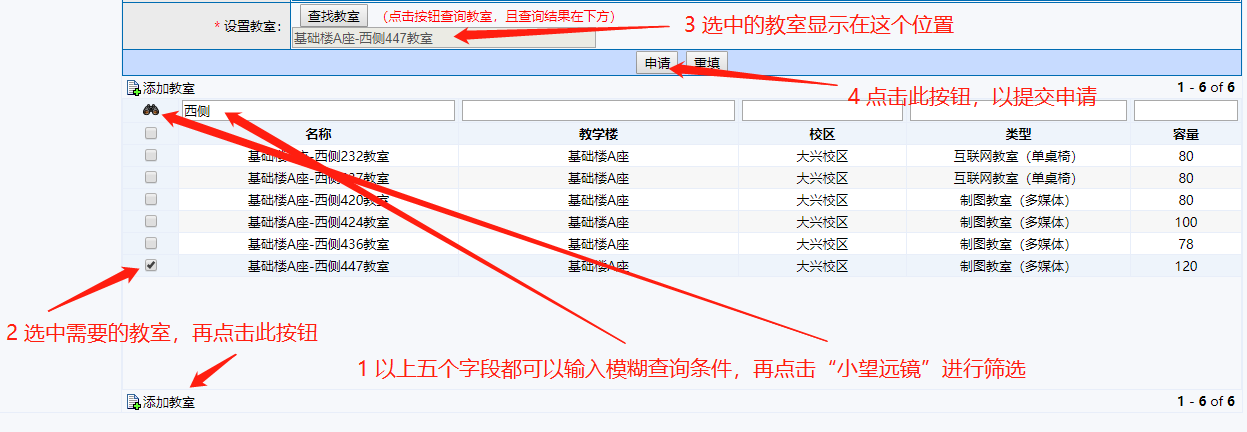 查找教室 (点击按钮查询教室，且查询结果在下方)
* 设置教室：
基础楼A座-西侧447教室
3 选中的教室显示在这个位置
申请 重填
4 点击此按钮，以提交申请
添加教室 1 - 6 of 6
西侧
名称 教学楼 校区 类型 容量
基础楼A座-西侧232教室 基础楼A座 大兴校区 互联网教室（单桌椅） 80
基础楼A座-西侧237教室 基础楼A座 大兴校区 互联网教室（单桌椅） 80
基础楼A座-西侧420教室 基础楼A座 大兴校区 制图教室（多媒体） 80
基础楼A座-西侧424教室 基础楼A座 大兴校区 制图教室（多媒体） 100
基础楼A座-西侧436教室 基础楼A座 大兴校区 制图教室（多媒体） 78
基础楼A座-西侧447教室 基础楼A座 大兴校区 制图教室（多媒体） 120
2 选中需要的教室，再点击此按钮
1 以上五个字段都可以输入模糊查询条件，再点击“小望远镜”进行筛选
添加教室 1 - 6 of 6